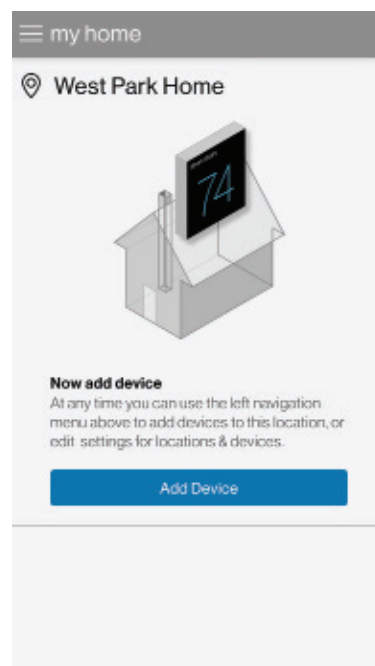 my home
West Park Home
74
Now add device
At any time you can use the left navigation
menu above to add devices to this location, or
edit settings for locations & devices.
Add Device